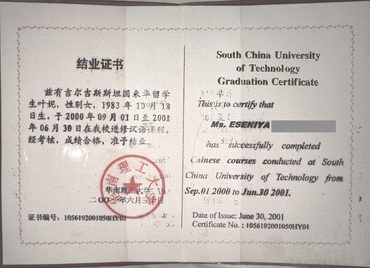 结业证书
兹有吉尔吉斯斯坦国来华留学
生叶妮，性别女，1983 年 10 月 18
日生，于 2000 年 09 月 01 日至 2001
年 06 月 30 日在我校进修汉语课程，
经考核，成绩合格，准予结业。
华南理工大学
二〇〇一年六月三十日
证书编号：1056192001050HY01
South China University
of Technology
Graduation Certificate
This is to certify that
Ms. ESENIYA
has successfully completed
Chinese courses conducted at South
China University of Technology from
Sep.01 2000 to Jun.30 2001.
Date of Issue: June 30, 2001
Certificate No. : 1056192001050HY01